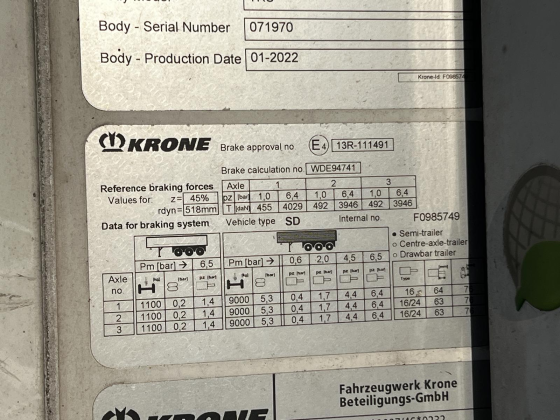 Body - Serial Number 071970
Body - Production Date 01-2022
Krone-Id: F098574
KRONE Brake approval no E4 13R-111491
Brake calculation no WDE94741
Reference braking forces
Values for: z= 45%
rdyn= 518mm
Axle 1 2 3
pz [bar] 1,0 6,4 1,0 6,4 1,0 6,4
T [daN] 455 4029 492 3946 492 3946
Data for braking system Vehicle type SD Internal no. F0985749
Semi-trailer
Centre-axle-trailer
Drawbar trailer
Pm [bar] → 6,5 Pm [bar] → 0,6 2,0 4,5 6,5
Axle no.
1 1100 0,2 1,4 9000 5,3 0,4 1,7 4,4 6,4 16 64
2 1100 0,2 1,4 9000 5,3 0,4 1,7 4,4 6,4 16/24 63
3 1100 0,2 1,4 9000 5,3 0,4 1,7 4,4 6,4 16/24 63
Fahrzeugwerk Krone
Beteiligungs-GmbH
KRONE